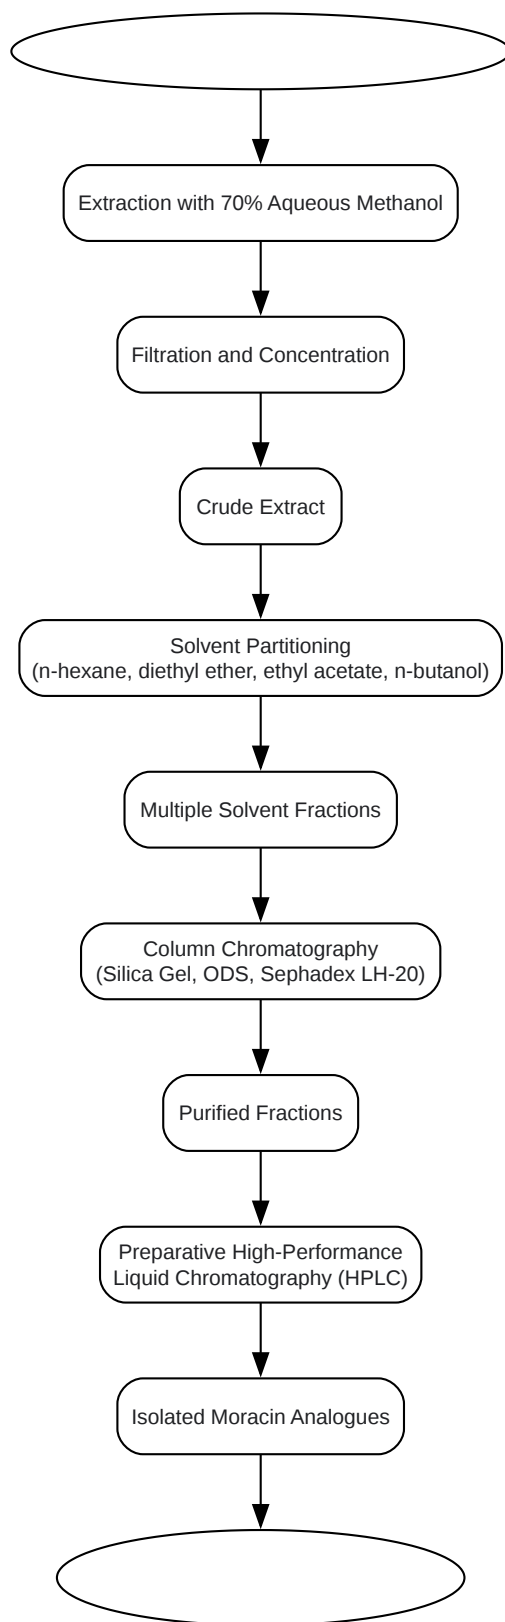 Extraction with 70% Aqueous Methanol
Filtration and Concentration
Crude Extract
Solvent Partitioning
(n-hexane, diethyl ether, ethyl acetate, n-butanol)
Multiple Solvent Fractions
Column Chromatography
(Silica Gel, ODS, Sephadex LH-20)
Purified Fractions
Preparative High-Performance
Liquid Chromatography (HPLC)
Isolated Moracin Analogues